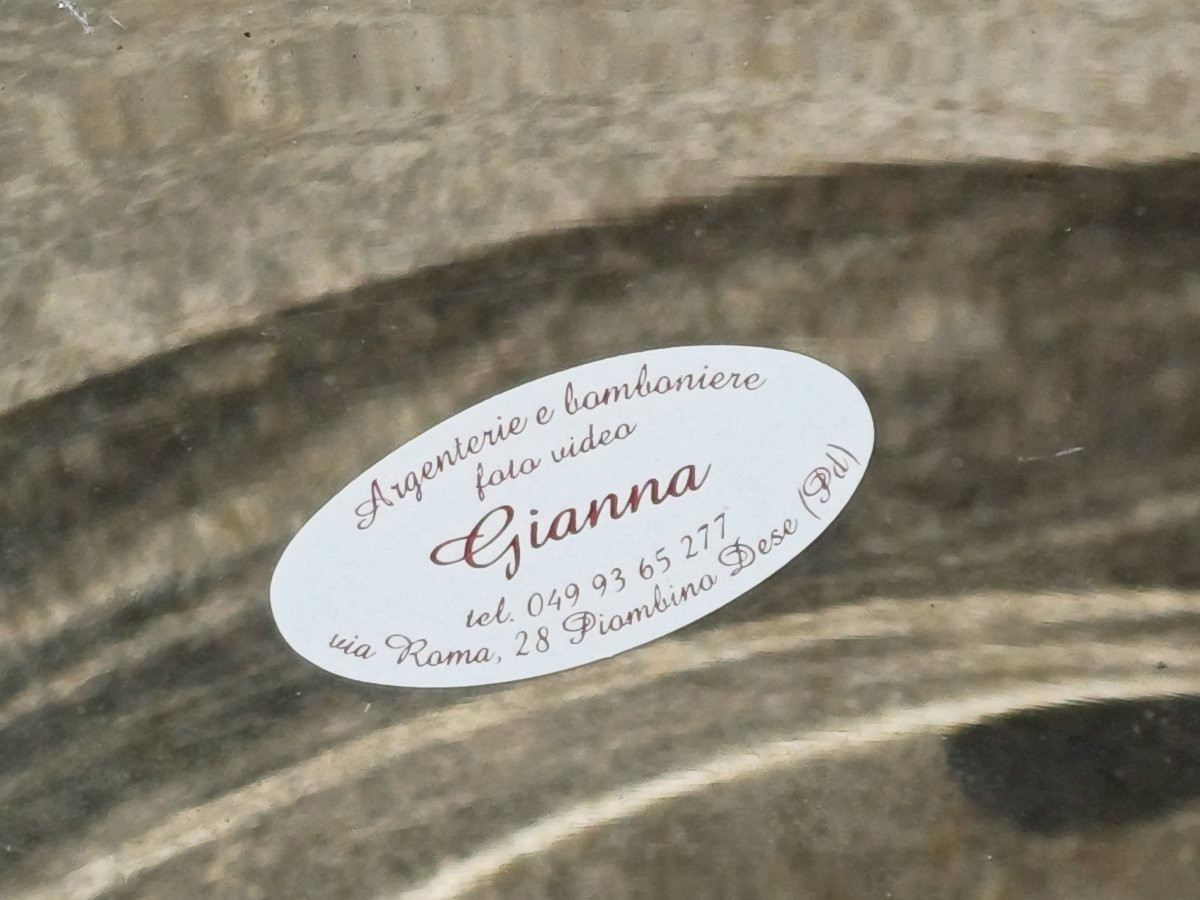 Argenterie e bomboniere
foto video
Gianna
tel. 049 93 65 277
via Roma, 28 Piombino Dese (Pd)